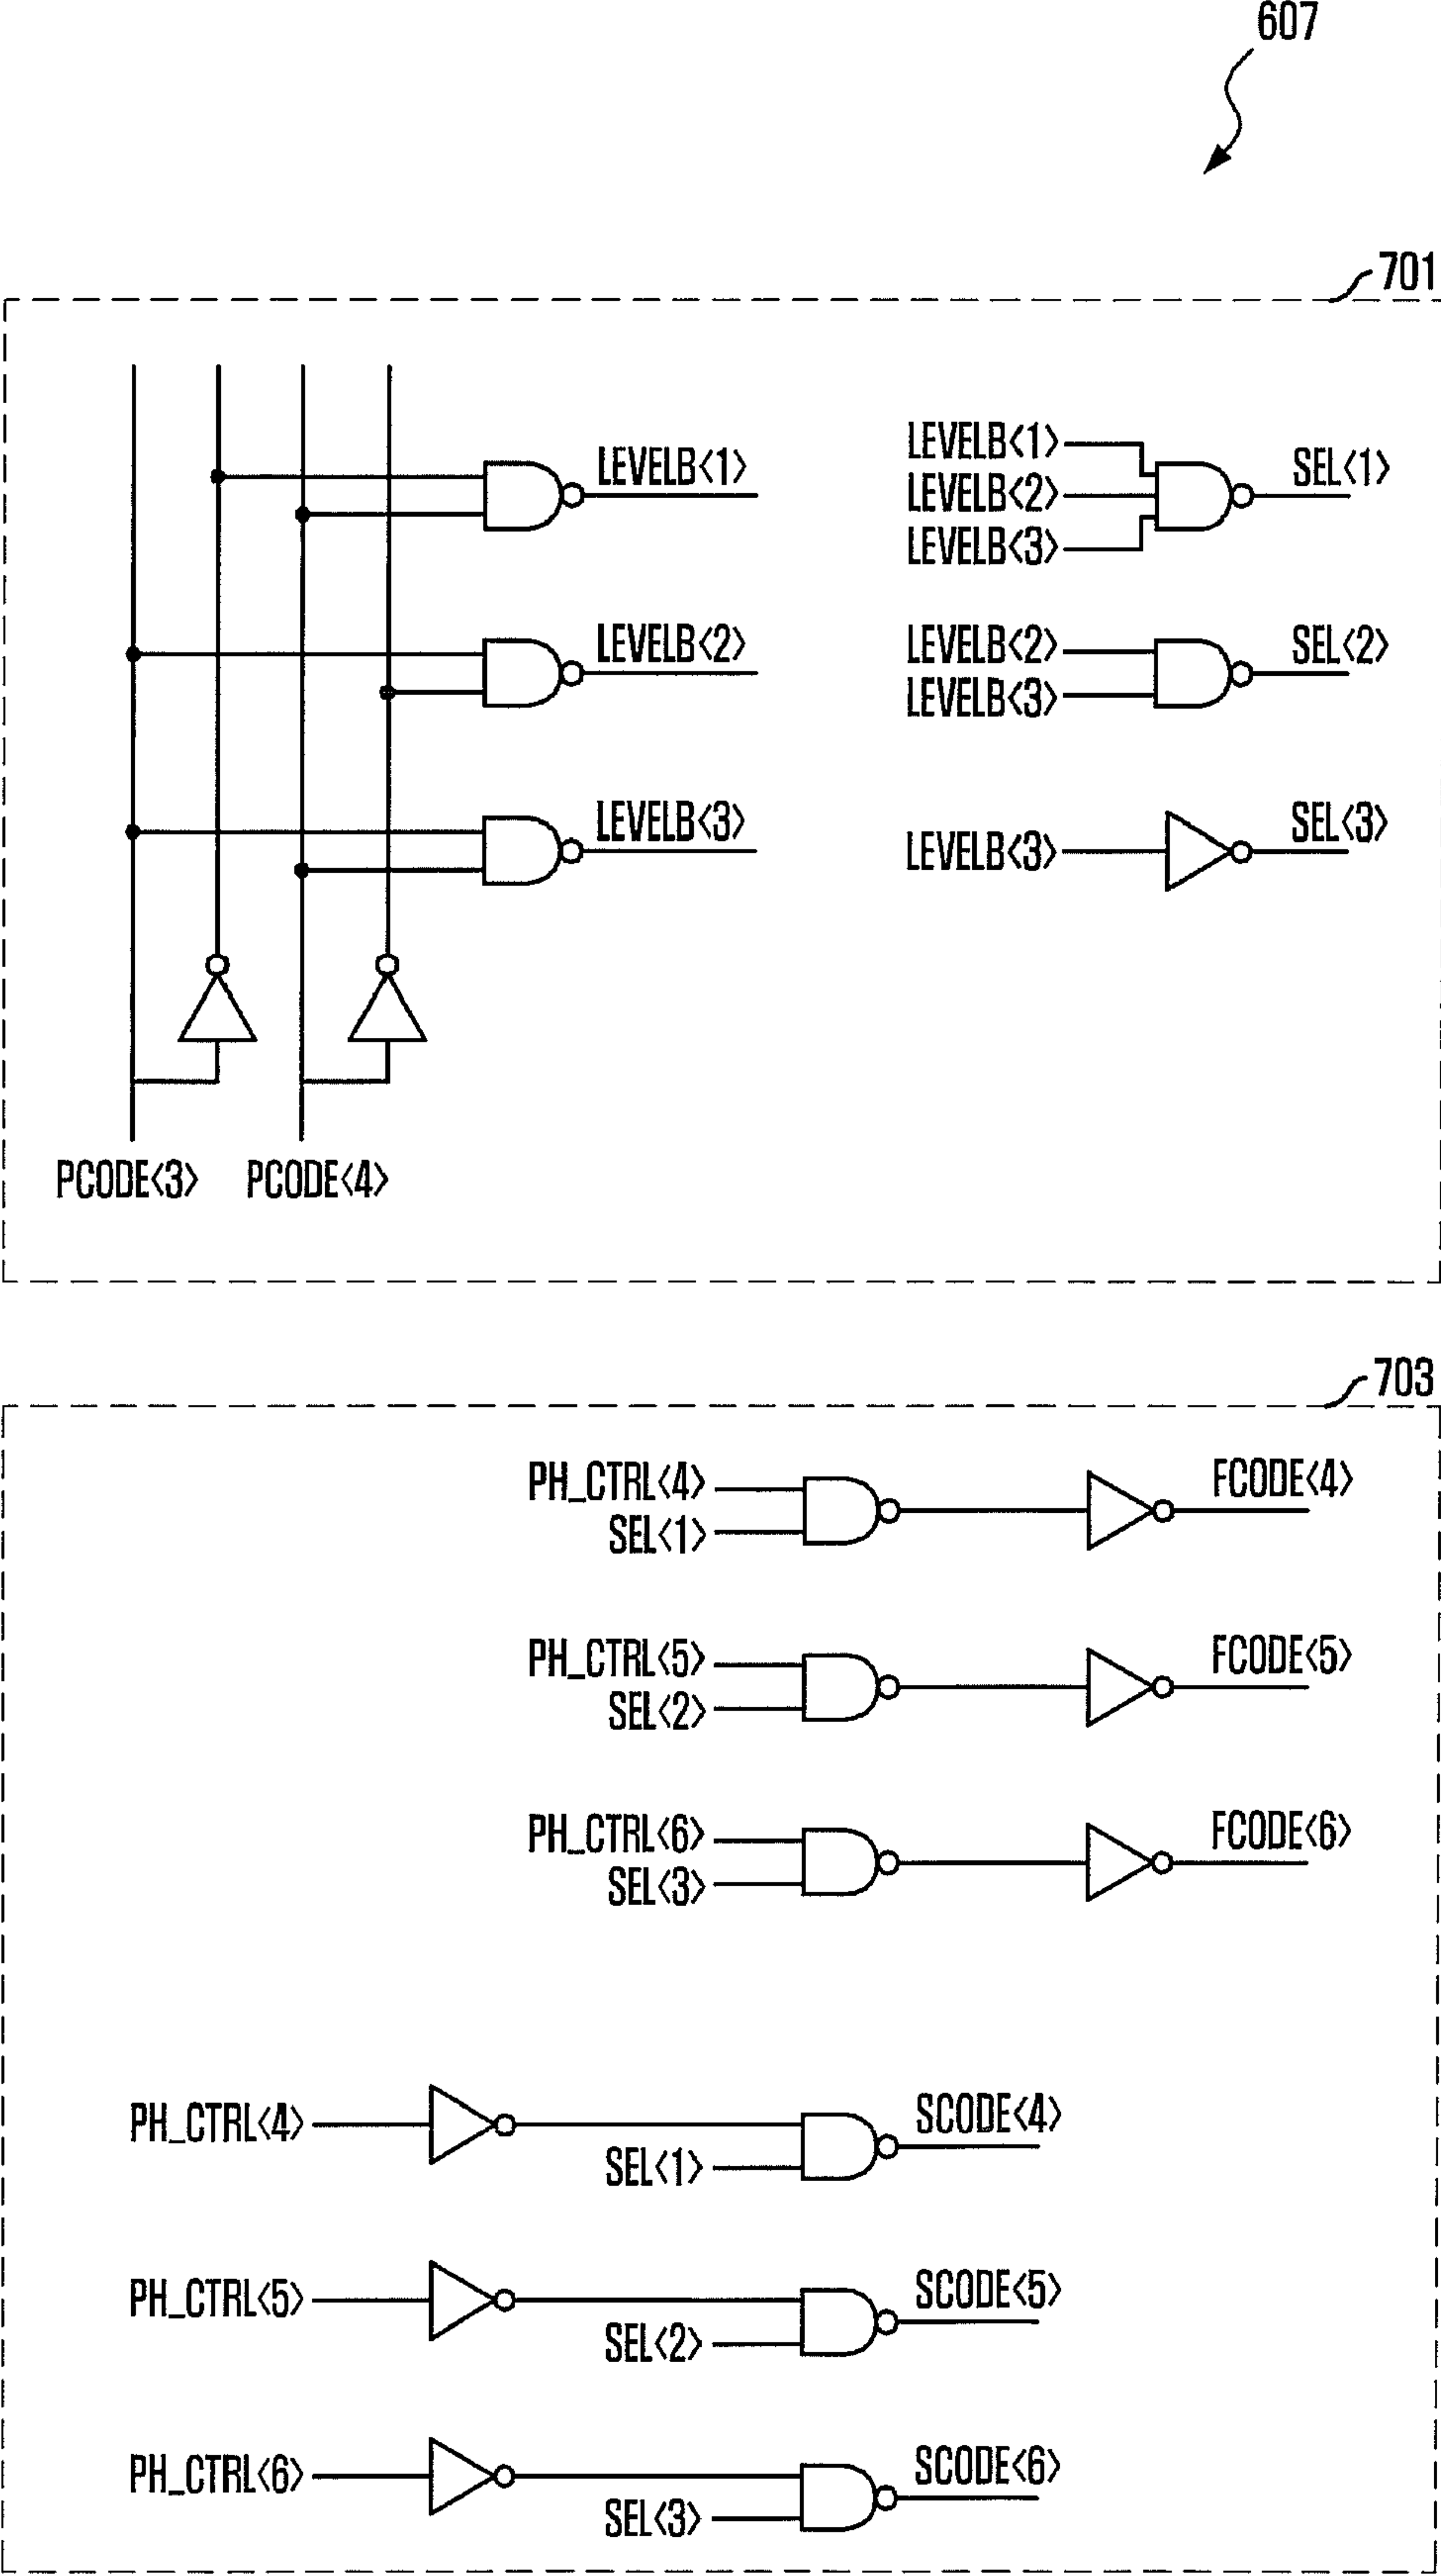 607
701
LEVELB<1>
LEVELB<2>
LEVELB<3>
PCODE<3> PCODE<4>
LEVELB<1>
LEVELB<2>
LEVELB<3>
SEL<1>
LEVELB<2>
LEVELB<3>
SEL<2>
LEVELB<3>
SEL<3>
703
PH_CTRL<4>
SEL<1>
FCODE<4>
PH_CTRL<5>
SEL<2>
FCODE<5>
PH_CTRL<6>
SEL<3>
FCODE<6>
PH_CTRL<4>
SEL<1>
SCODE<4>
PH_CTRL<5>
SEL<2>
SCODE<5>
PH_CTRL<6>
SEL<3>
SCODE<6>